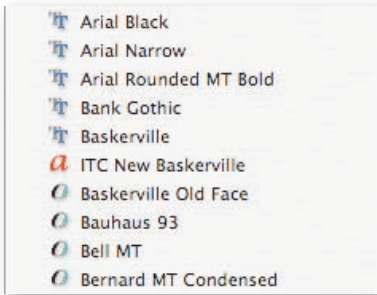 Arial Black
Arial Narrow
Arial Rounded MT Bold
Bank Gothic
Baskerville
ITC New Baskerville
Baskerville Old Face
Bauhaus 93
Bell MT
Bernard MT Condensed